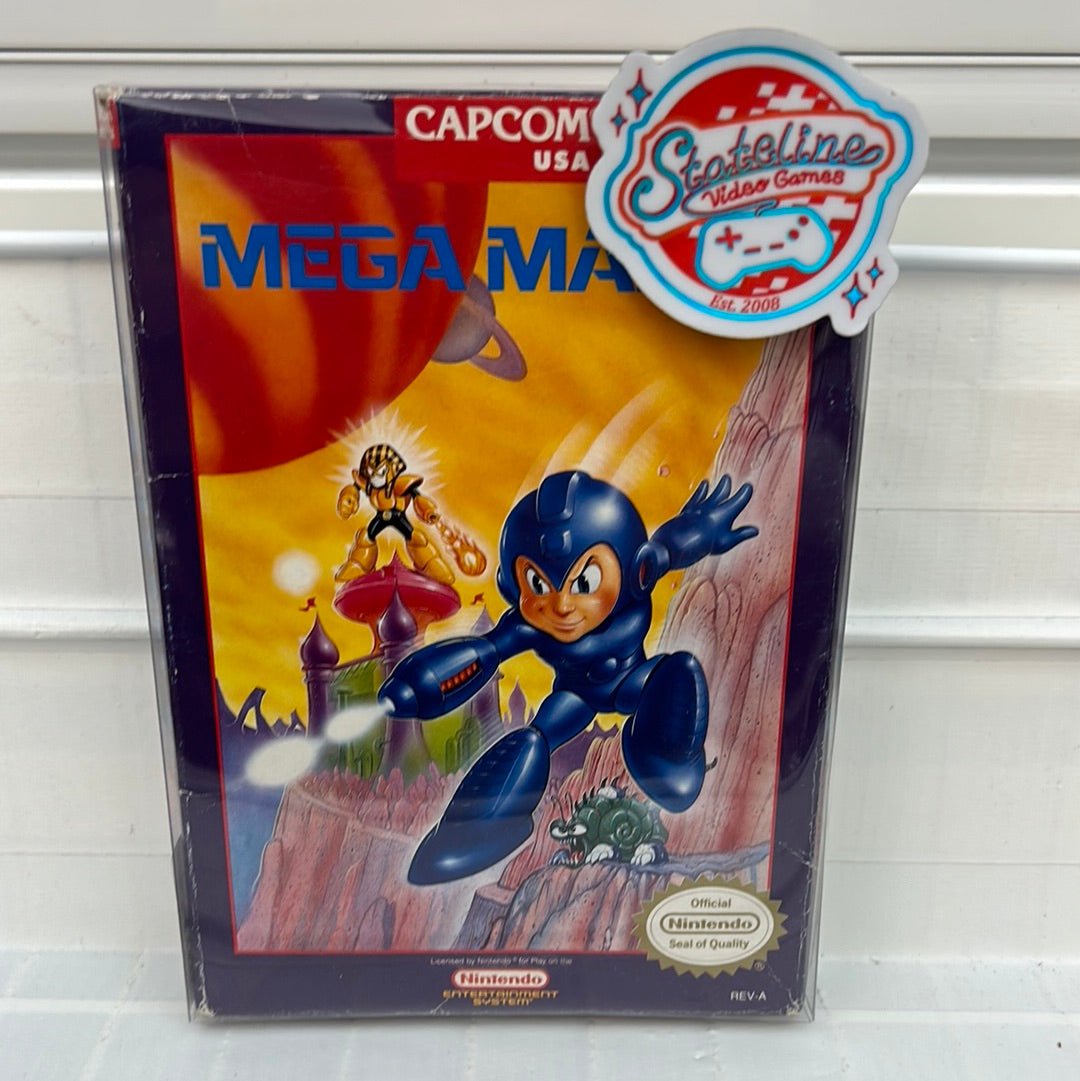 CAPCOM
USA
MEGA MA
Stateline
Video Games
Est. 2008
Official
Nintendo
Seal of Quality
®
Licensed by Nintendo® for Play on the
Nintendo
ENTERTAINMENT
SYSTEM®
REV-A